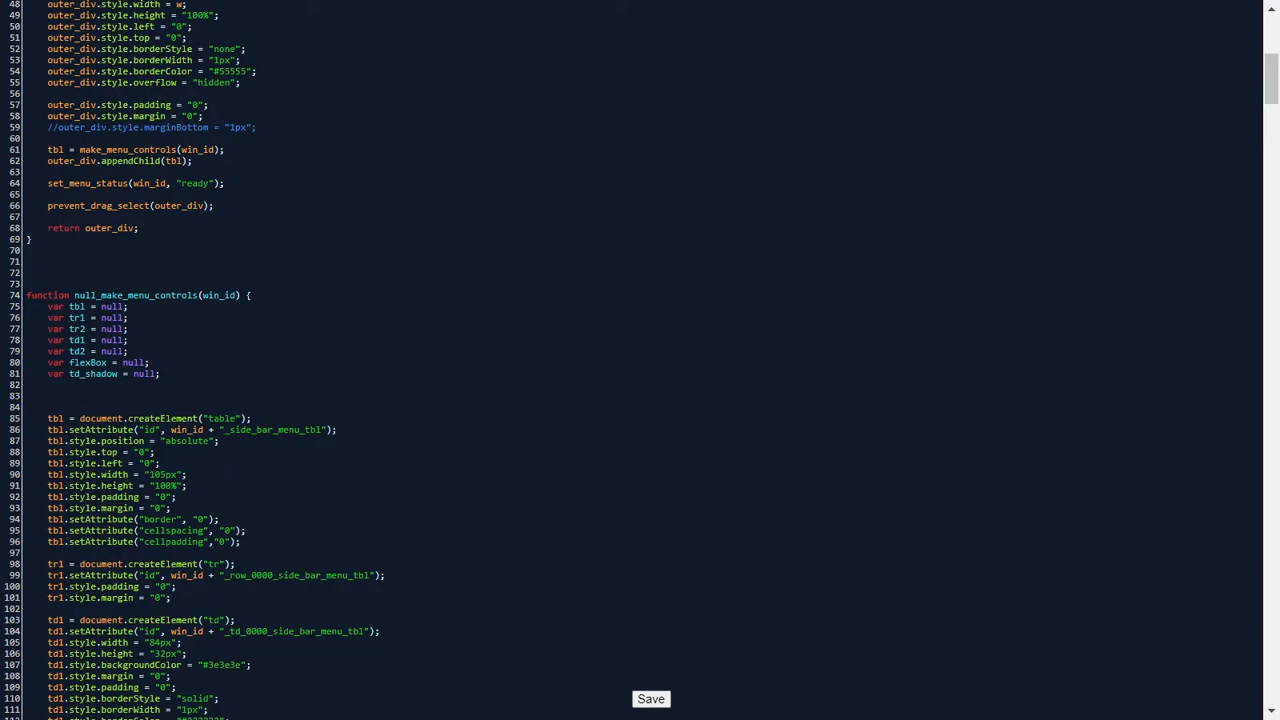 48 outer_div.style.width = w;
49 outer_div.style.height = "100%";
50 outer_div.style.left = "0";
51 outer_div.style.top = "0";
52 outer_div.style.borderStyle = "none";
53 outer_div.style.borderWidth = "1px";
54 outer_div.style.borderColor = "#55555";
55 outer_div.style.overflow = "hidden";
56
57 outer_div.style.padding = "0";
58 outer_div.style.margin = "0";
59 //outer_div.style.marginBottom = "1px";
60
61 tbl = make_menu_controls(win_id);
62 outer_div.appendChild(tbl);
63
64 set_menu_status(win_id, "ready");
65
66 prevent_drag_select(outer_div);
67
68 return outer_div;
69 }
70
71
72
73
74 function null_make_menu_controls(win_id) {
75 var tbl = null;
76 var tr1 = null;
77 var tr2 = null;
78 var td1 = null;
79 var td2 = null;
80 var flexBox = null;
81 var td_shadow = null;
82
83
84
85 tbl = document.createElement("table");
86 tbl.setAttribute("id", win_id + "_side_bar_menu_tbl");
87 tbl.style.position = "absolute";
88 tbl.style.top = "0";
89 tbl.style.left = "0";
90 tbl.style.width = "105px";
91 tbl.style.height = "100%";
92 tbl.style.padding = "0";
93 tbl.style.margin = "0";
94 tbl.setAttribute("border", "0");
95 tbl.setAttribute("cellspacing", "0");
96 tbl.setAttribute("cellpadding","0");
97
98 tr1 = document.createElement("tr");
99 tr1.setAttribute("id", win_id + "_row_0000_side_bar_menu_tbl");
100 tr1.style.padding = "0";
101 tr1.style.margin = "0";
102
103 td1 = document.createElement("td");
104 td1.setAttribute("id", win_id + "_td_0000_side_bar_menu_tbl");
105 td1.style.width = "84px";
106 td1.style.height = "32px";
107 td1.style.backgroundColor = "#3e3e3e";
108 td1.style.margin = "0";
109 td1.style.padding = "0";
110 td1.style.borderStyle = "solid";
111 td1.style.borderWidth = "1px";
Save